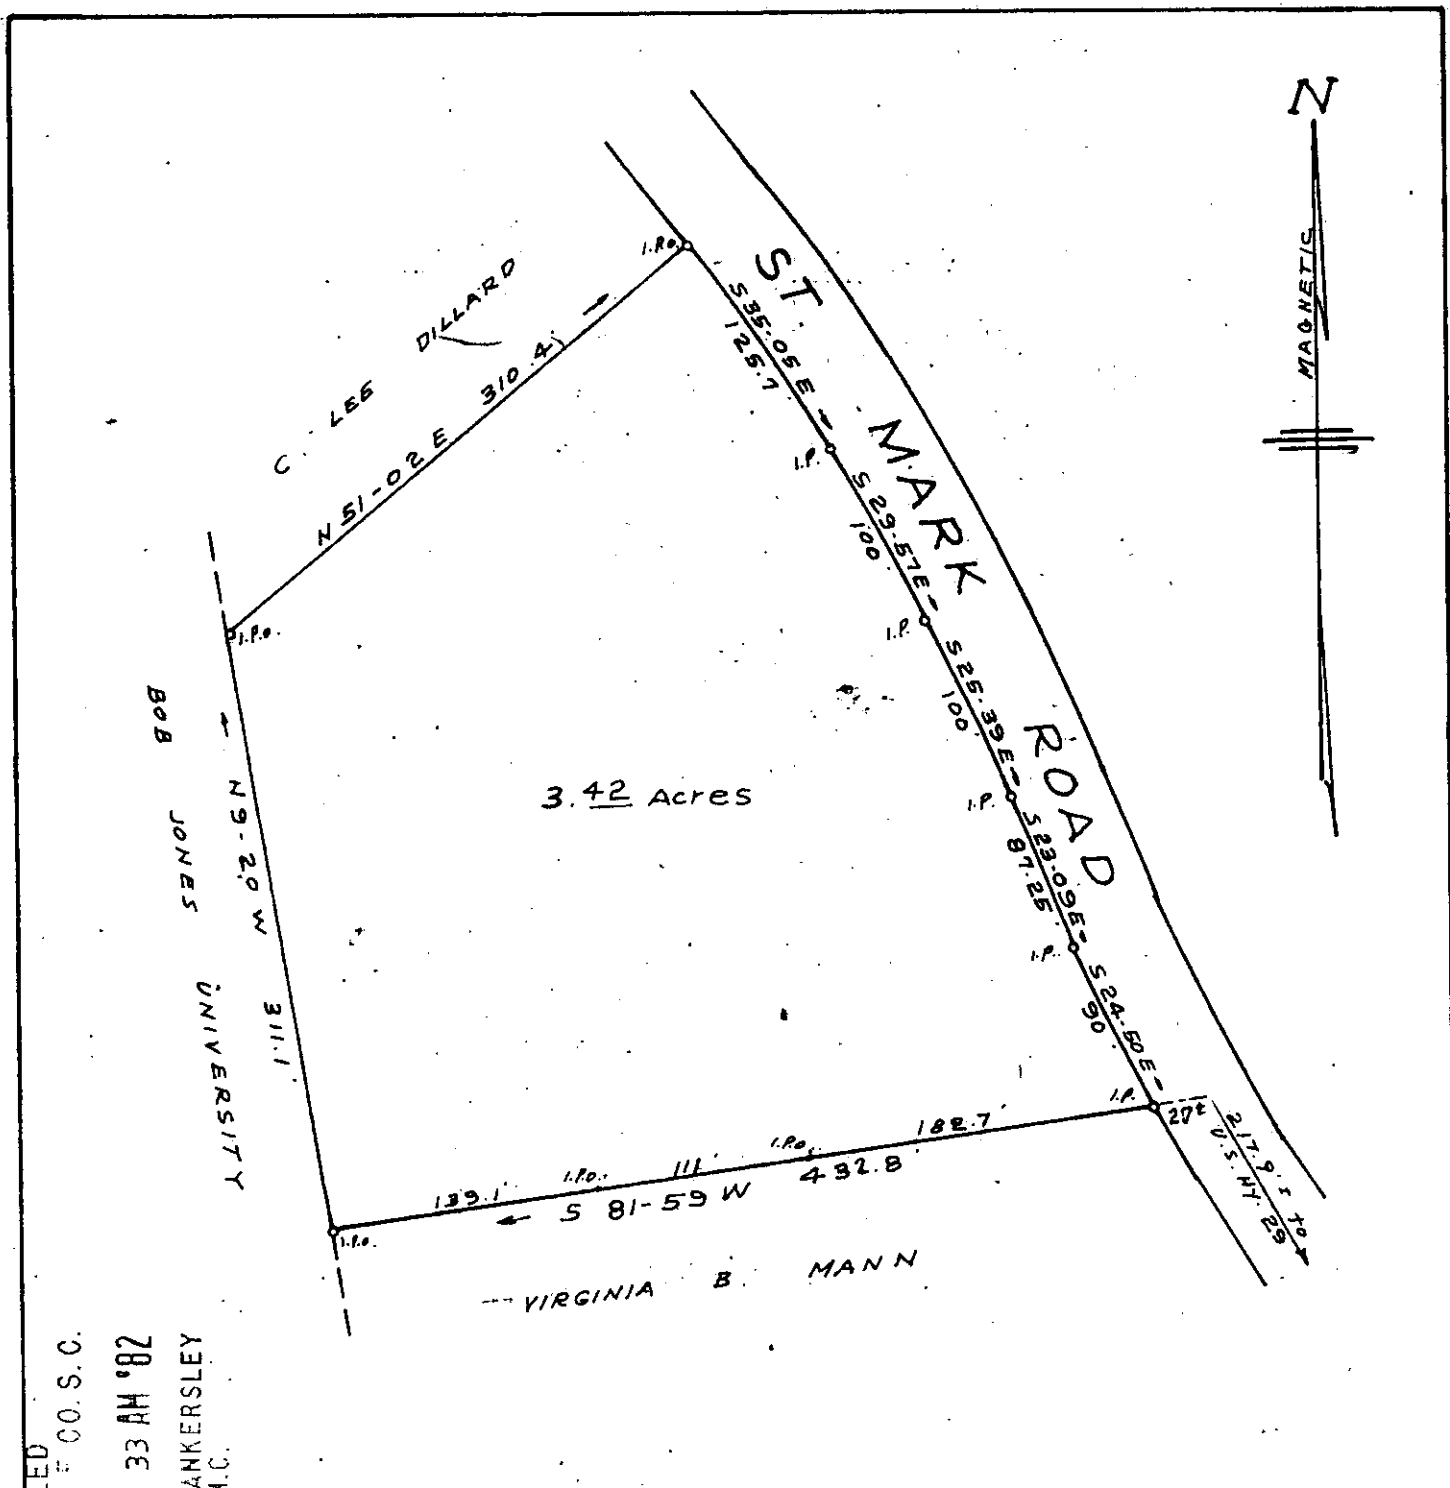 N
MAGNETIC
ST. MARK ROAD
C. LEE DILLARD
N 51-02 E 310.4
I.P.O.
S 35-05 E
125.7
I.P.
S 29-57 E
100
I.P.
S 25-39 E
100
I.P.
S 23-09 E
87.25
I.P.
S 24-50 E
90
I.P.
27±
217.9'± TO
U.S. HY. 29
I.P.O.
BOB JONES UNIVERSITY
N 9-20 W 311.1
3.42 Acres
139.1'
I.P.O.
111'
I.P.O.
182.7'
S 81-59 W 432.8'
I.P.O.
VIRGINIA B. MANN
LED
CO. S. C.
33 AM '82
ANKERSLEY
M.C.